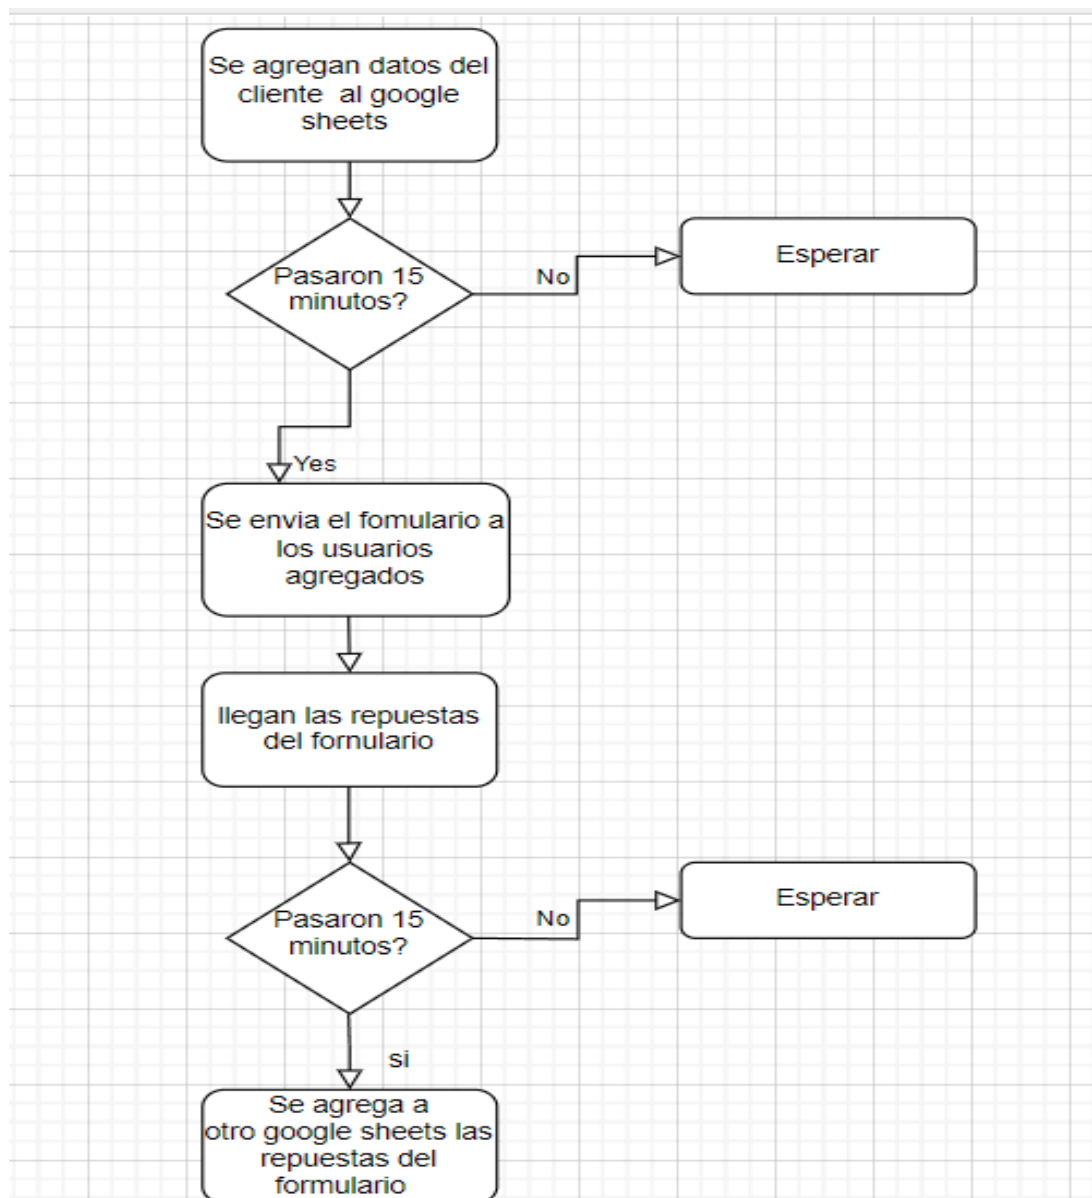 Se agregan datos del
cliente al google
sheets
Pasaron 15
minutos?
No
Esperar
Yes
Se envia el fomulario a
los usuarios
agregados
llegan las repuestas
del fornulario
Pasaron 15
minutos?
No
Esperar
si
Se agrega a
otro google sheets las
repuestas del
formulario